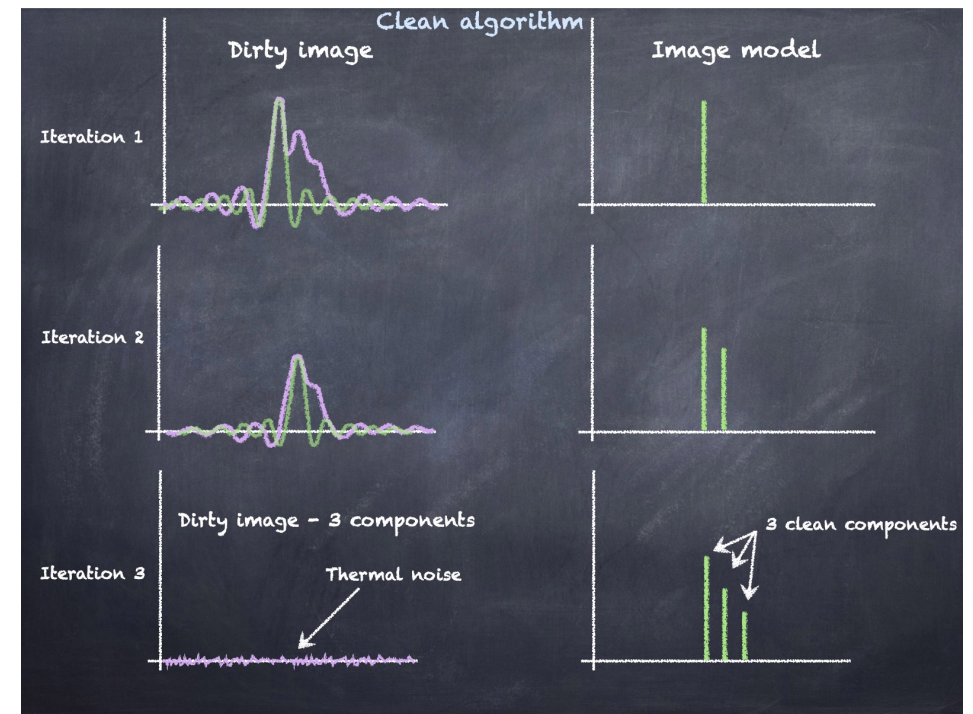 Clean algorithm
Dirty image
Image model
Iteration 1
Iteration 2
Dirty image - 3 components
3 clean components
Iteration 3
Thermal noise